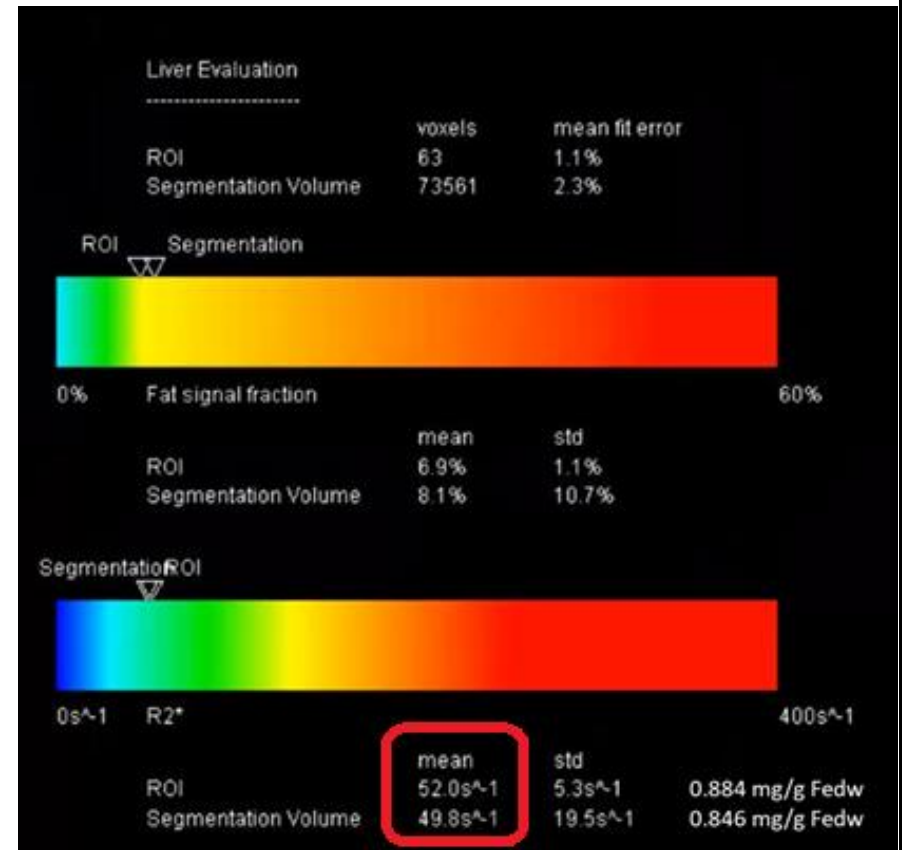 Liver Evaluation
----------------------
voxels mean fit error
ROI 63 1.1%
Segmentation Volume 73561 2.3%
ROI Segmentation
0% Fat signal fraction 60%
mean std
ROI 6.9% 1.1%
Segmentation Volume 8.1% 10.7%
Segmentation ROI
0s^-1 R2* 400s^-1
mean std
ROI 52.0s^-1 5.3s^-1 0.884 mg/g Fedw
Segmentation Volume 49.8s^-1 19.5s^-1 0.846 mg/g Fedw